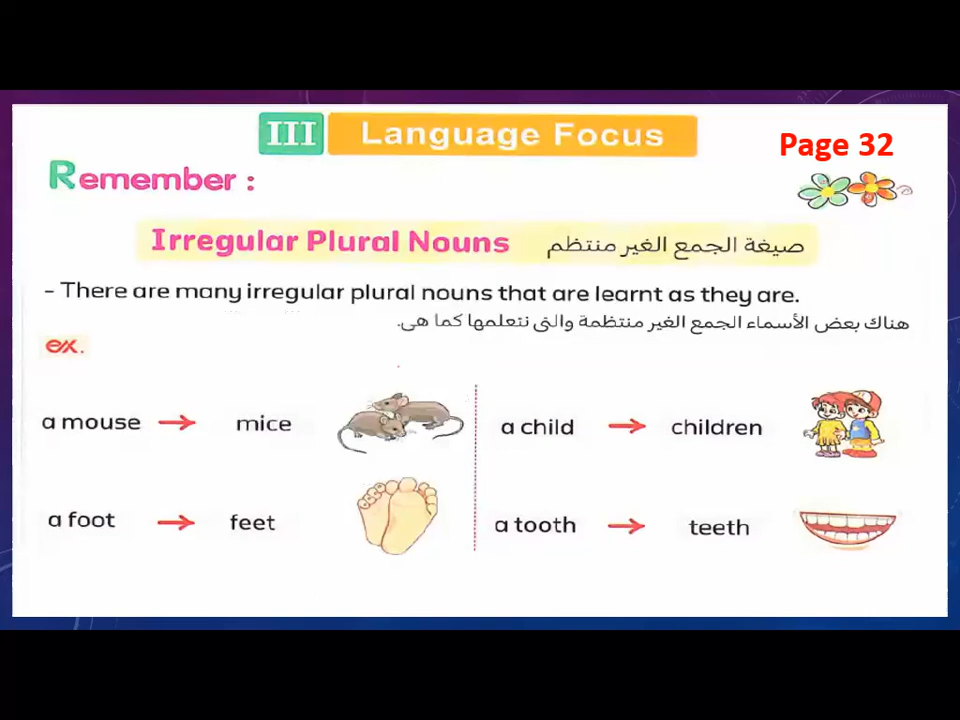 III Language Focus
Page 32
Remember :
Irregular Plural Nouns صيغة الجمع الغير منتظم
- There are many irregular plural nouns that are learnt as they are.
هناك بعض الأسماء الجمع الغير منتظمة والتى نتعلمها كما هى.
ex.
a mouse → mice
a child → children
a foot → feet
a tooth → teeth